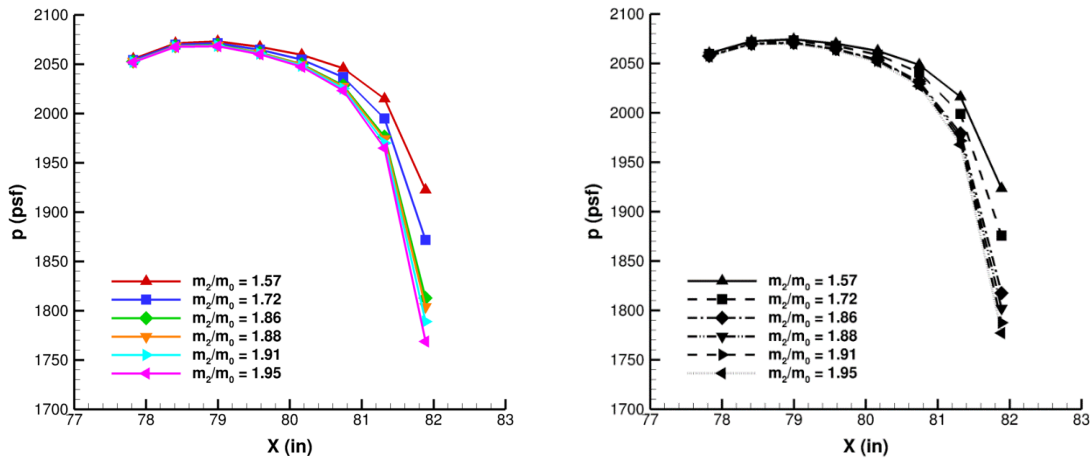 2100
2050
2000
1950
1900
1850
1800
1750
1700
p (psf)
m₂/m₀ = 1.57
m₂/m₀ = 1.72
m₂/m₀ = 1.86
m₂/m₀ = 1.88
m₂/m₀ = 1.91
m₂/m₀ = 1.95
77 78 79 80 81 82 83
X (in)
2100
2050
2000
1950
1900
1850
1800
1750
1700
p (psf)
m₂/m₀ = 1.57
m₂/m₀ = 1.72
m₂/m₀ = 1.86
m₂/m₀ = 1.88
m₂/m₀ = 1.91
m₂/m₀ = 1.95
77 78 79 80 81 82 83
X (in)